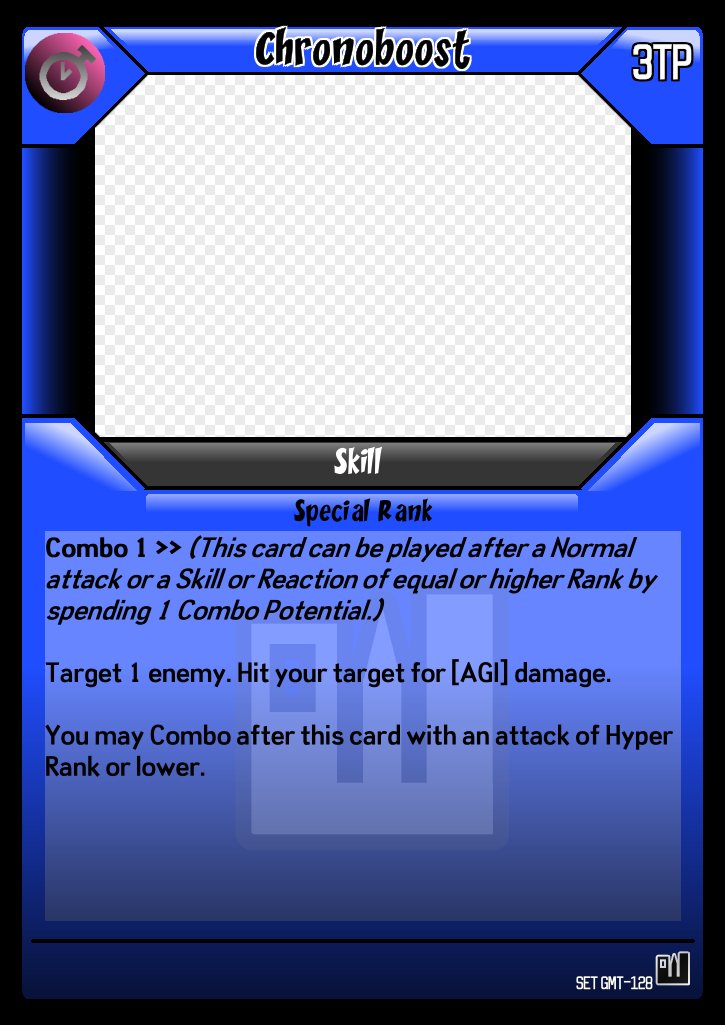 Chronoboost
3TP
Skill
Special Rank
Combo 1 >> (This card can be played after a Normal
attack or a Skill or Reaction of equal or higher Rank by
spending 1 Combo Potential.)
Target 1 enemy. Hit your target for [AGI] damage.
You may Combo after this card with an attack of Hyper
Rank or lower.
SET GMT-128